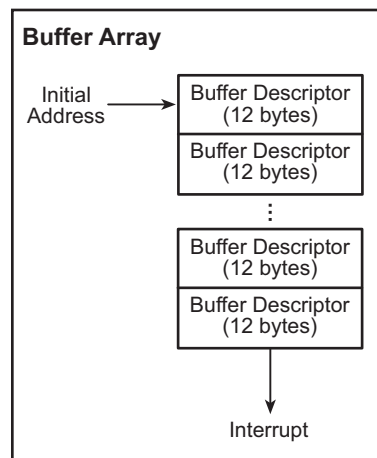 Buffer Array
Initial
Address
Buffer Descriptor
(12 bytes)
Buffer Descriptor
(12 bytes)
⋮
Buffer Descriptor
(12 bytes)
Buffer Descriptor
(12 bytes)
Interrupt